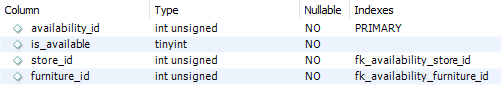 Column Type Nullable Indexes
availability_id int unsigned NO PRIMARY
is_available tinyint NO
store_id int unsigned NO fk_availability_store_id
furniture_id int unsigned NO fk_availability_furniture_id